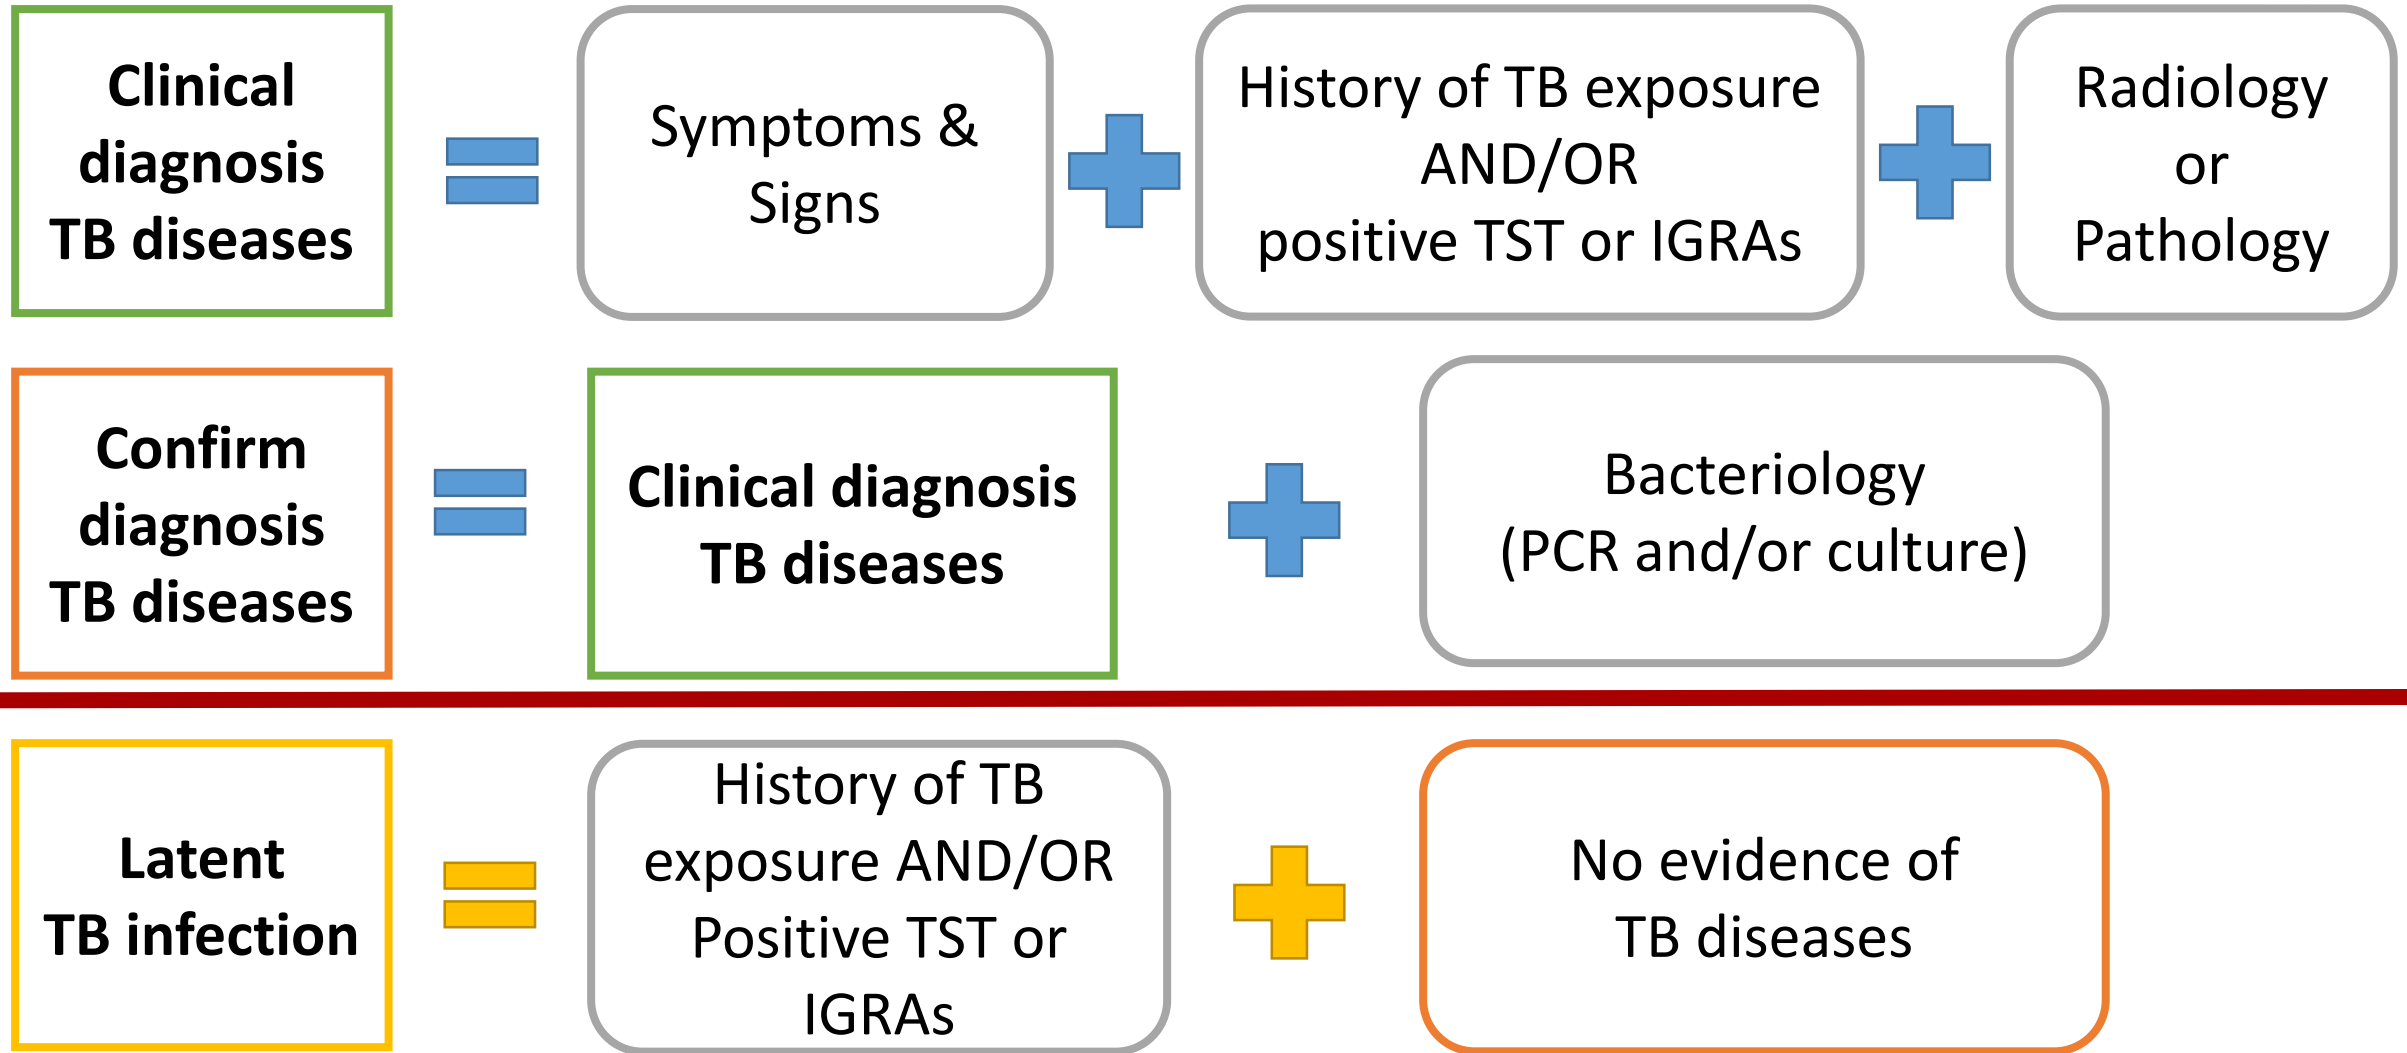 Clinical
diagnosis
TB diseases
Symptoms &
Signs
History of TB exposure
AND/OR
positive TST or IGRAs
Radiology
or
Pathology
Confirm
diagnosis
TB diseases
Clinical diagnosis
TB diseases
Bacteriology
(PCR and/or culture)
Latent
TB infection
History of TB
exposure AND/OR
Positive TST or
IGRAs
No evidence of
TB diseases